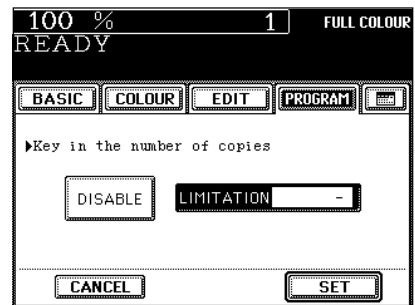 100 % 1 FULL COLOUR
READY
BASIC COLOUR EDIT PROGRAM
▶Key in the number of copies
DISABLE LIMITATION -
CANCEL SET